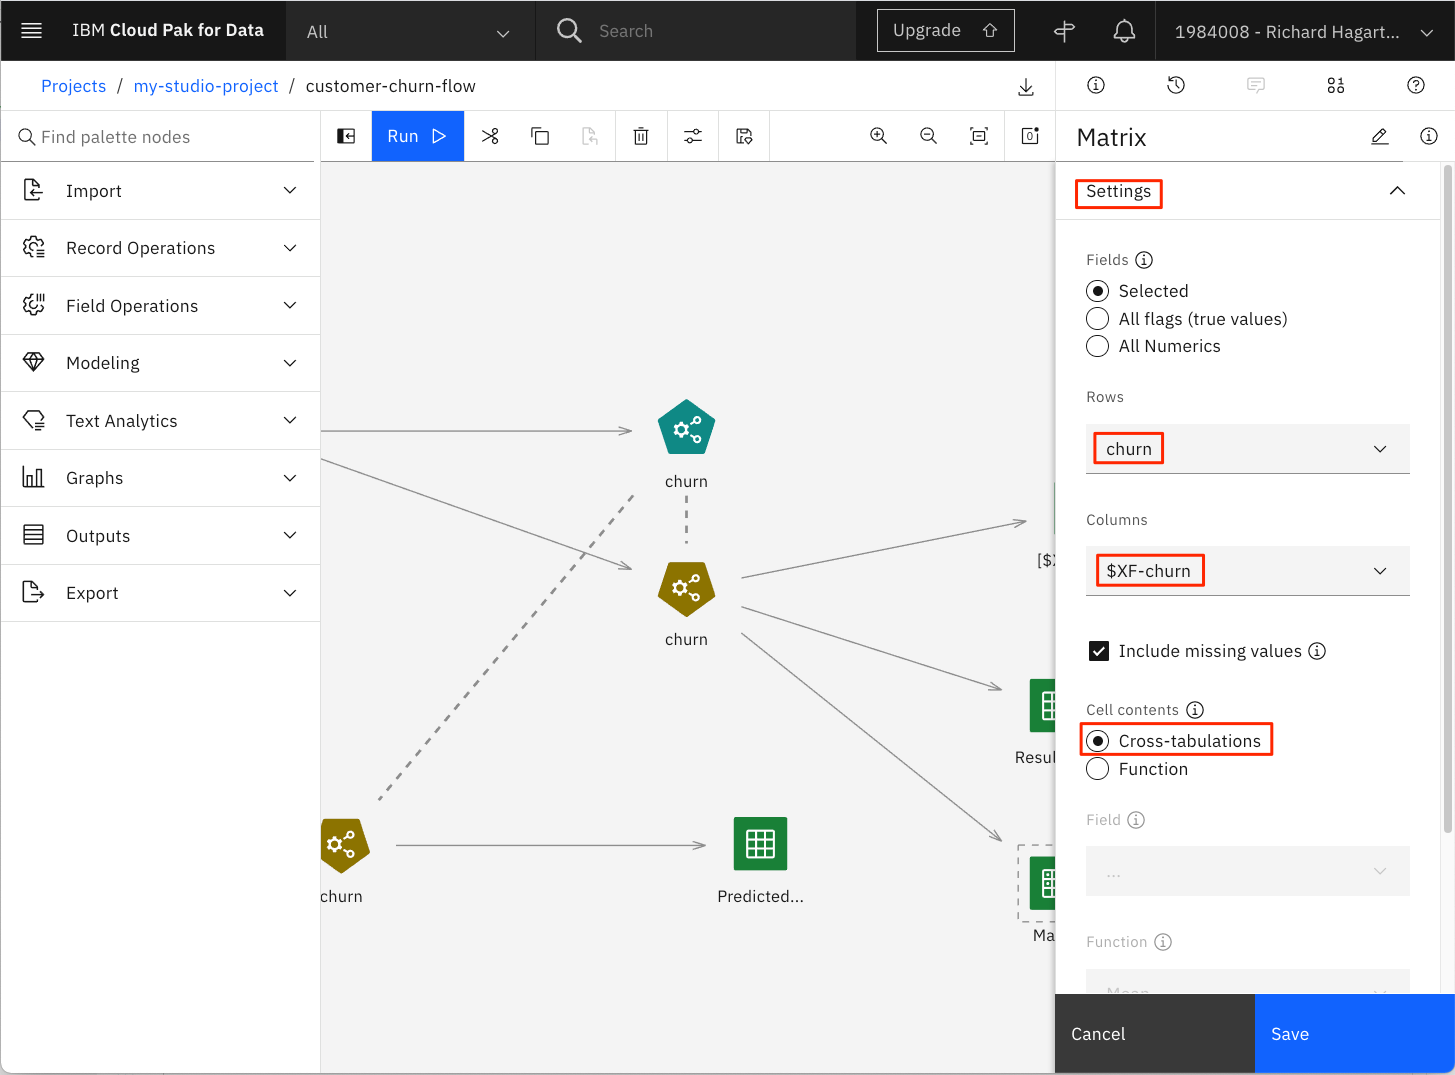 IBM Cloud Pak for Data
All
Search
Upgrade
1984008 - Richard Hagart...
Projects / my-studio-project / customer-churn-flow
Find palette nodes
Run
Matrix
Import
Record Operations
Field Operations
Modeling
Text Analytics
Graphs
Outputs
Export
churn
churn
[$X
Resul
churn
Predicted...
Ma
Settings
Fields
Selected
All flags (true values)
All Numerics
Rows
churn
Columns
$XF-churn
Include missing values
Cell contents
Cross-tabulations
Function
Field
...
Function
Mean
Cancel
Save